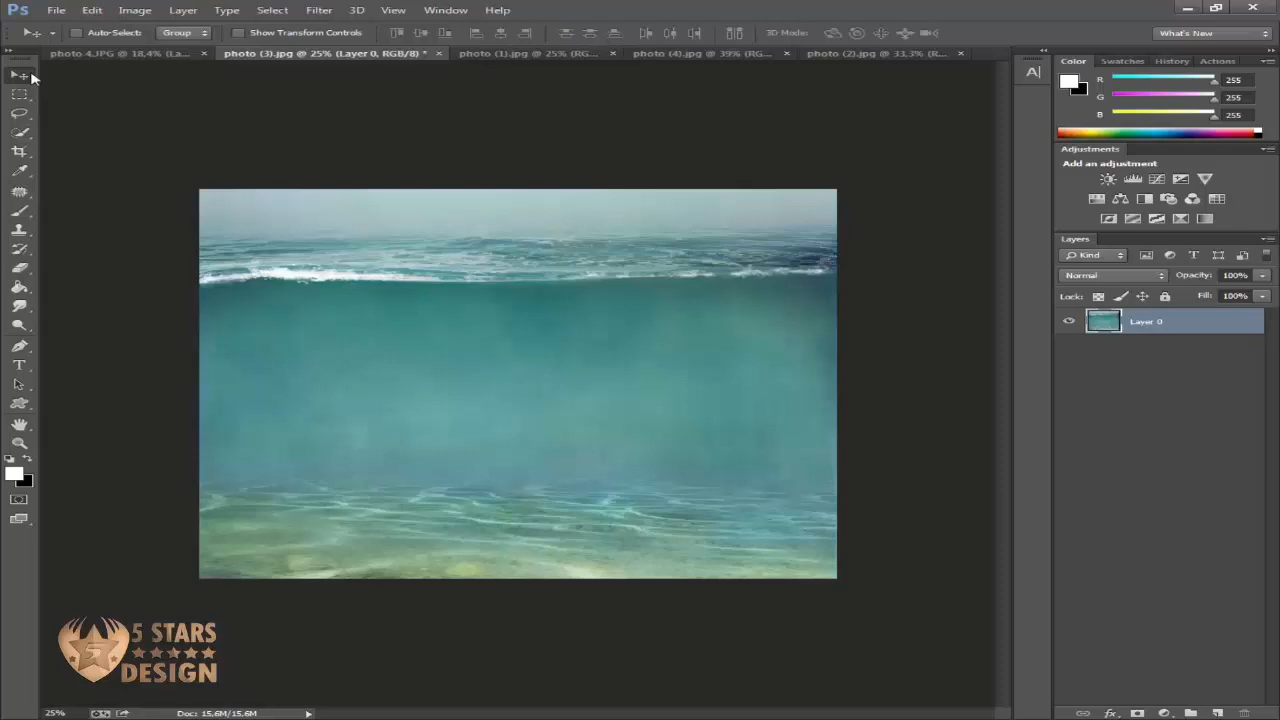 Ps File Edit Image Layer Type Select Filter 3D View Window Help
Auto-Select: Group Show Transform Controls 3D Mode: What's New
photo 4.JPG @ 18,4% (La... × photo (3).jpg @ 25% (Layer 0, RGB/8) * × photo (1).jpg @ 25% (RG... × photo (4).jpg @ 39% (RG... × photo (2).jpg @ 33,3% (R... ×
Color Swatches History Actions
A|
R 255
G 255
B 255
Adjustments
Add an adjustment
Layers
Kind
Normal Opacity: 100%
Lock: Fill: 100%
Layer 0
T
5 STARS
5
DESIGN
25% Doc: 15,6M/15,6M
fx